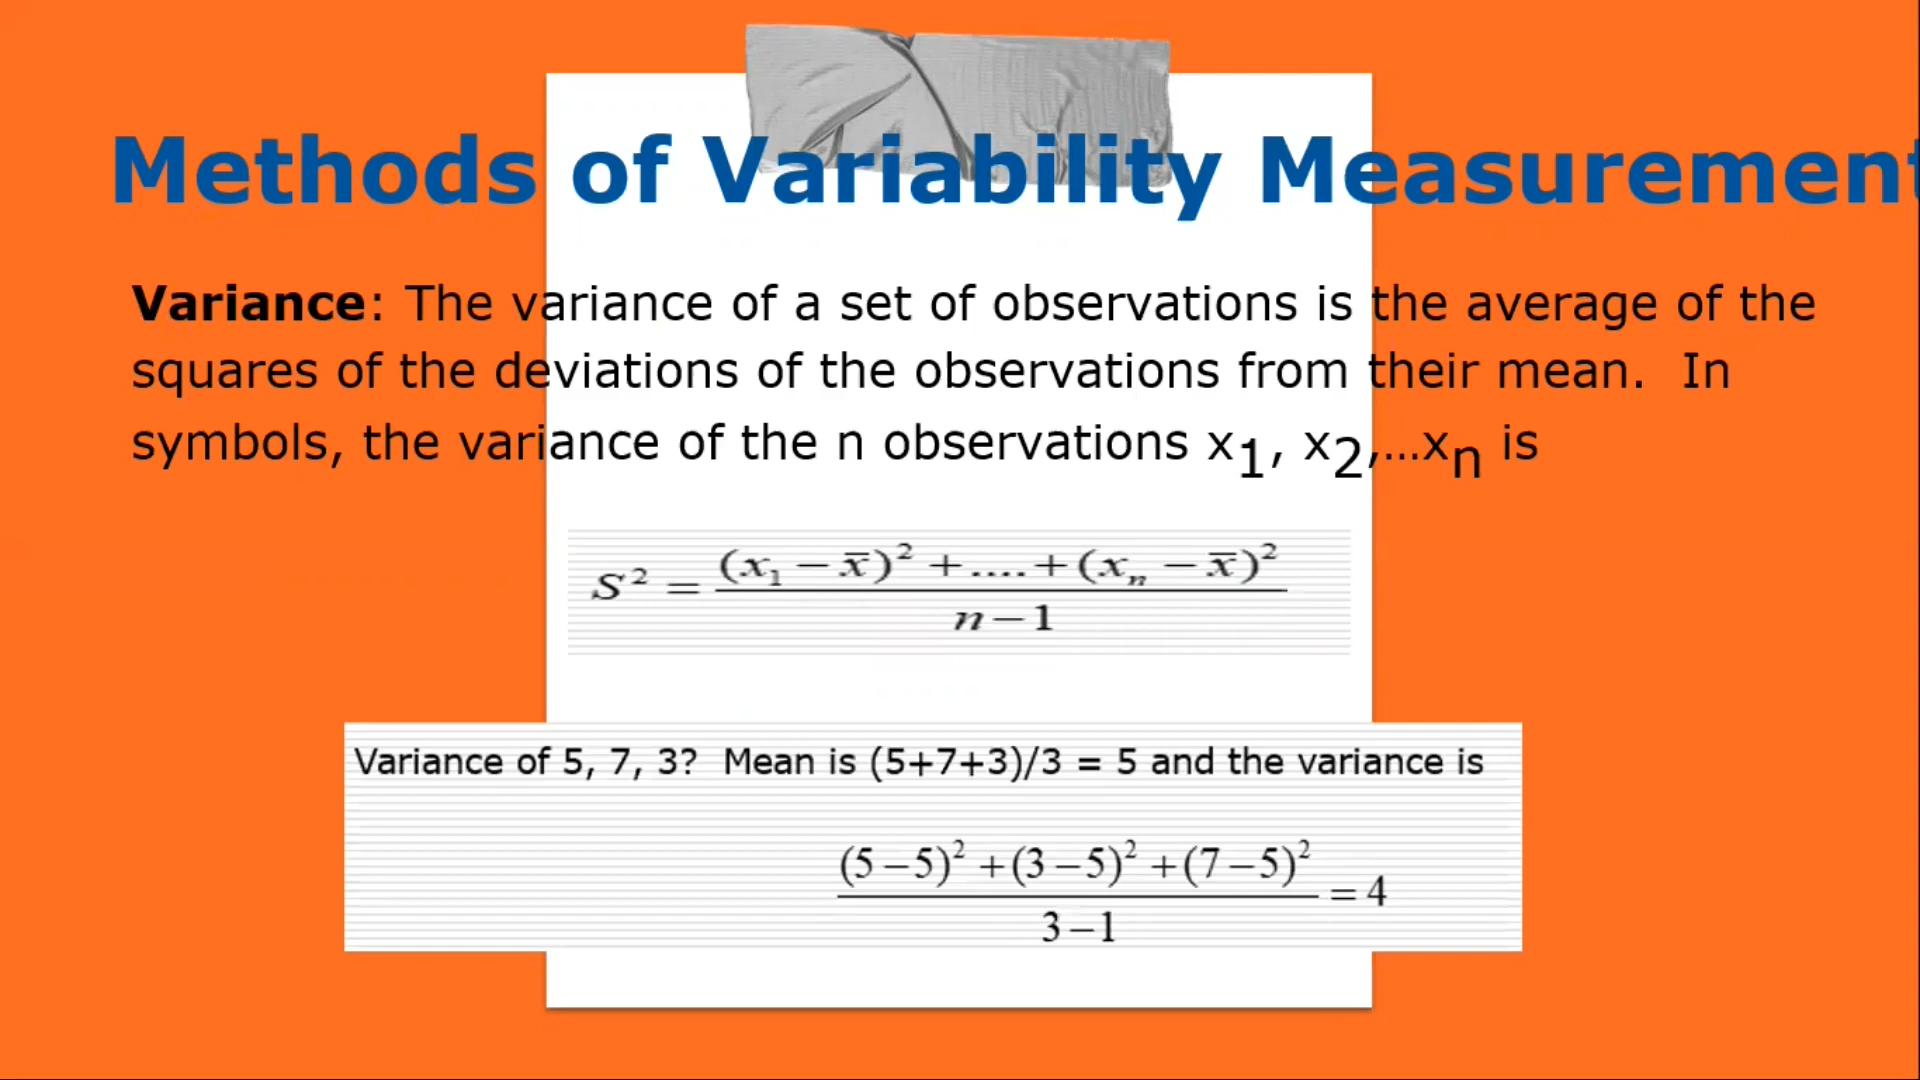 Methods of Variability Measurement
Variance: The variance of a set of observations is the average of the
squares of the deviations of the observations from their mean.  In
symbols, the variance of the n observations x₁, x₂,…xₙ is
S² = ((x₁ − x̅)² + .... + (xₙ − x̅)²) / (n − 1)
Variance of 5, 7, 3?  Mean is (5+7+3)/3 = 5 and the variance is
((5 − 5)² + (3 − 5)² + (7 − 5)²) / (3 − 1) = 4